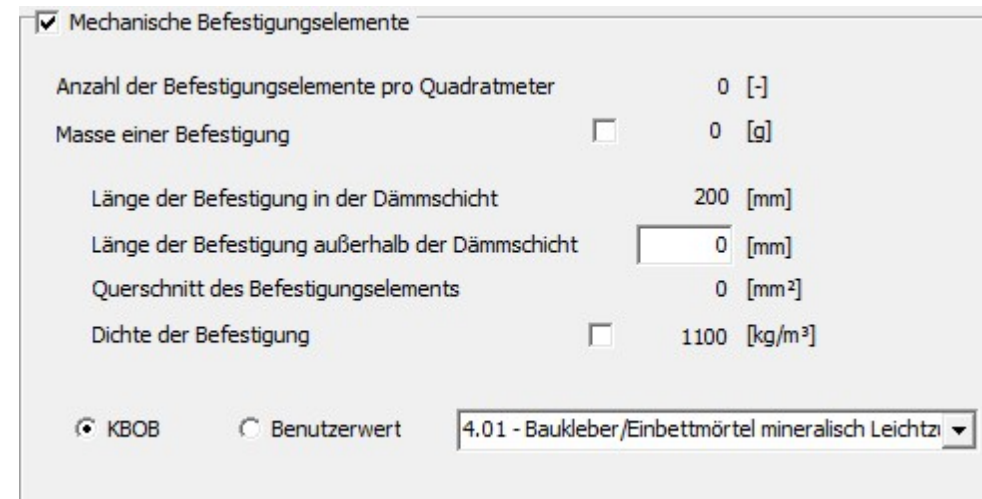 Mechanische Befestigungselemente
Anzahl der Befestigungselemente pro Quadratmeter 0 [-]
Masse einer Befestigung 0 [g]
Länge der Befestigung in der Dämmschicht 200 [mm]
Länge der Befestigung außerhalb der Dämmschicht 0 [mm]
Querschnitt des Befestigungselements 0 [mm²]
Dichte der Befestigung 1100 [kg/m³]
KBOB Benutzerwert 4.01 - Baukleber/Einbettmörtel mineralisch